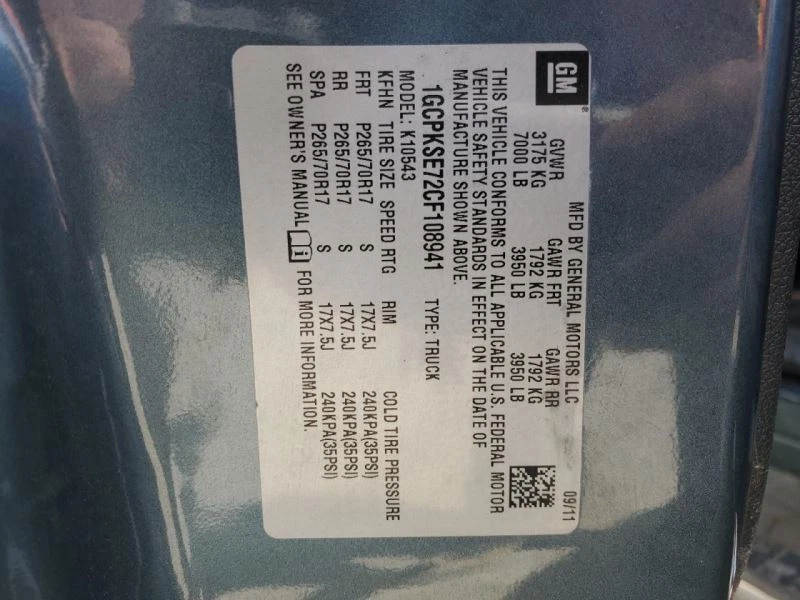 GM
MFD BY GENERAL MOTORS LLC 09/11
GVWR GAWR FRT GAWR RR
3175 KG 1792 KG 1792 KG
7000 LB 3950 LB 3950 LB
THIS VEHICLE CONFORMS TO ALL APPLICABLE U.S. FEDERAL MOTOR
VEHICLE SAFETY STANDARDS IN EFFECT ON THE DATE OF
MANUFACTURE SHOWN ABOVE.
1GCPKSE72CF108941 TYPE: TRUCK
MODEL: K10543
KFHN TIRE SIZE SPEED RTG RIM COLD TIRE PRESSURE
FRT P265/70R17 S 17X7.5J 240KPA(35PSI)
RR P265/70R17 S 17X7.5J 240KPA(35PSI)
SPA P265/70R17 S 17X7.5J 240KPA(35PSI)
SEE OWNER'S MANUAL FOR MORE INFORMATION.